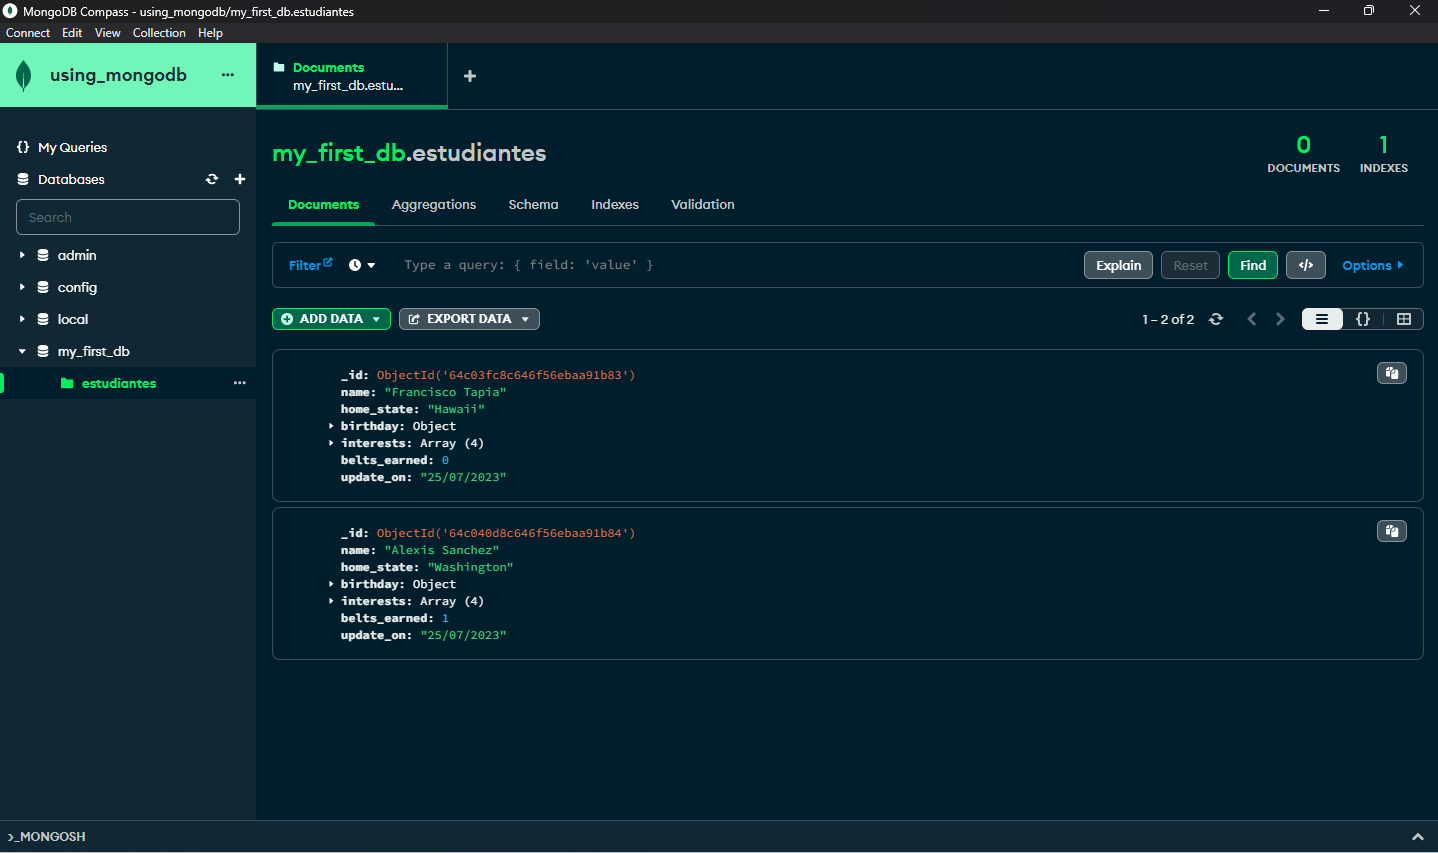 MongoDB Compass - using_mongodb/my_first_db.estudiantes
Connect Edit View Collection Help
using_mongodb
Documents
my_first_db.estu...
My Queries
Databases
Search
admin
config
local
my_first_db
estudiantes
my_first_db.estudiantes
0
DOCUMENTS
1
INDEXES
Documents Aggregations Schema Indexes Validation
Filter Type a query: { field: 'value' } Explain Reset Find </> Options
ADD DATA EXPORT DATA 1 – 2 of 2 {}
_id: ObjectId('64c03fc8c646f56ebaa91b83')
name: "Francisco Tapia"
home_state: "Hawaii"
birthday: Object
interests: Array (4)
belts_earned: 0
update_on: "25/07/2023"
_id: ObjectId('64c040d8c646f56ebaa91b84')
name: "Alexis Sanchez"
home_state: "Washington"
birthday: Object
interests: Array (4)
belts_earned: 1
update_on: "25/07/2023"
>_MONGOSH